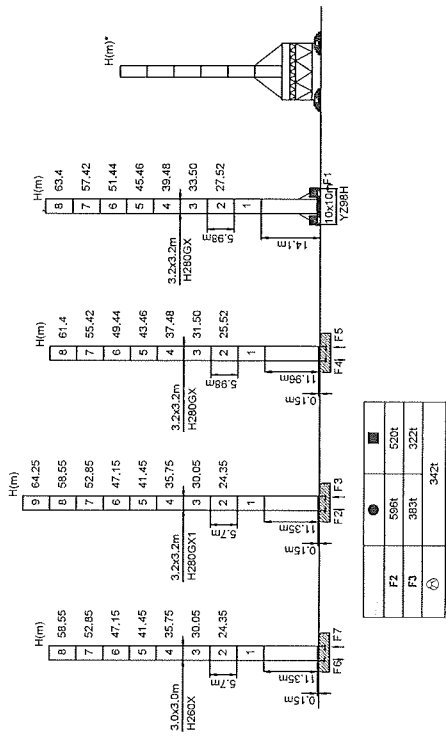 H(m)
8 58,55
7 52,85
6 47,15
5 41,45
4 35,75
3 30,05
2 24,35
1
3.0x3.0m
H260X
5.7m
11.35m
0.15m
F6 F7
H(m)
9 64,25
8 58,55
7 52,85
6 47,15
5 41,45
4 35,75
3 30,05
2 24,35
1
3.2x3.2m
H280GX1
5.7m
11.35m
0.15m
F2 F3
H(m)
8 61.4
7 55.42
6 49,44
5 43.46
4 37,48
3 31.50
2 25,52
1
3.2x3.2m
H280GX
5.98m
11.96m
0.15m
F4 F5
H(m)
8 63.4
7 57.42
6 51,44
5 45.46
4 39,48
3 33.50
2 27,52
1
3.2x3.2m
H280GX
5.98m
14.1m
10x10m F1
YZ98H
H(m)*
F2 596t 520t
F3 383t 322t
342t